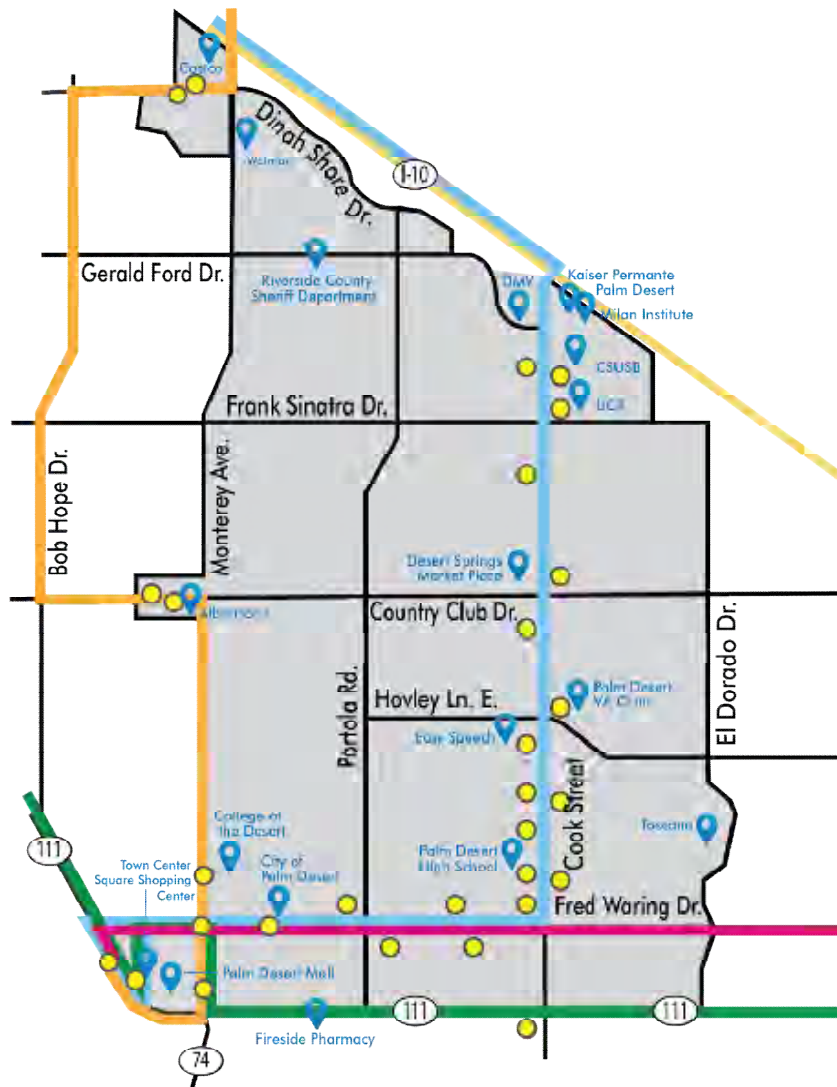 Costco
Dinah Shore Dr.
Walmart
I-10
Gerald Ford Dr.
Riverside County
Sheriff Department
DMV
Kaiser Permante
Palm Desert
Milan Institute
CSUSB
UCR
Frank Sinatra Dr.
Bob Hope Dr.
Monterey Ave.
Desert Springs
Market Place
Albertsons
Country Club Dr.
El Dorado Dr.
Portola Rd.
Hovley Ln. E.
Palm Desert
VA Clinic
Easy Speech
Cook Street
College of
the Desert
111
Town Center
Square Shopping
Center
City of
Palm Desert
Palm Desert
High School
Toscana
Fred Waring Dr.
Palm Desert Mall
111
111
Fireside Pharmacy
74